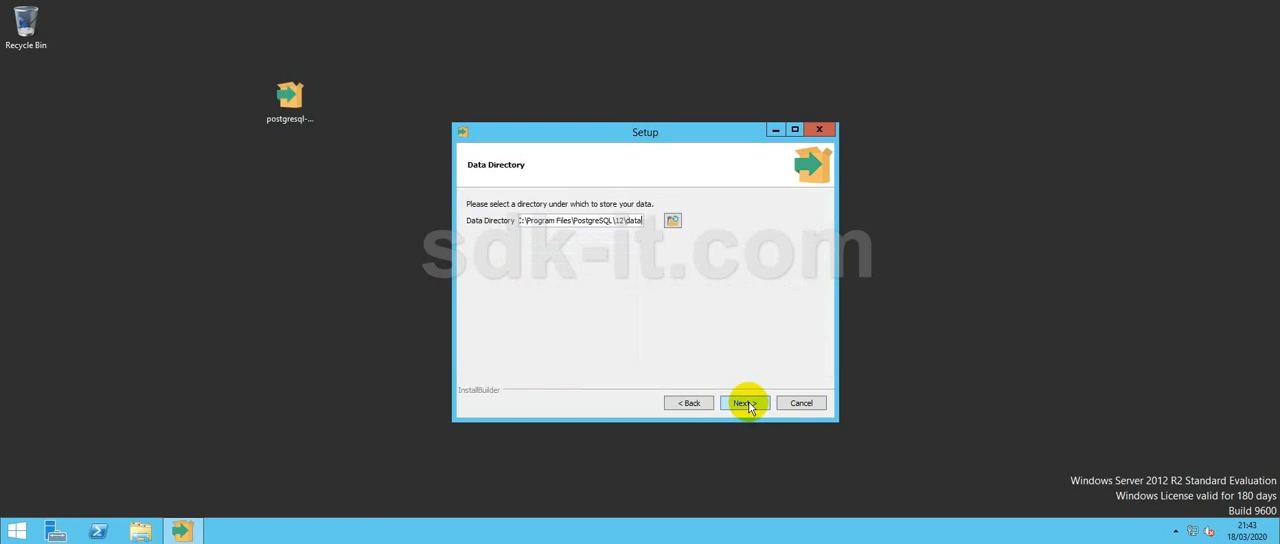 Recycle Bin
postgresql-...
Setup
Data Directory
Please select a directory under which to store your data.
Data Directory C:\Program Files\PostgreSQL\12\data
sdk-it.com
InstallBuilder
< Back Next > Cancel
Windows Server 2012 R2 Standard Evaluation
Windows License valid for 180 days
Build 9600
21:43
18/03/2020